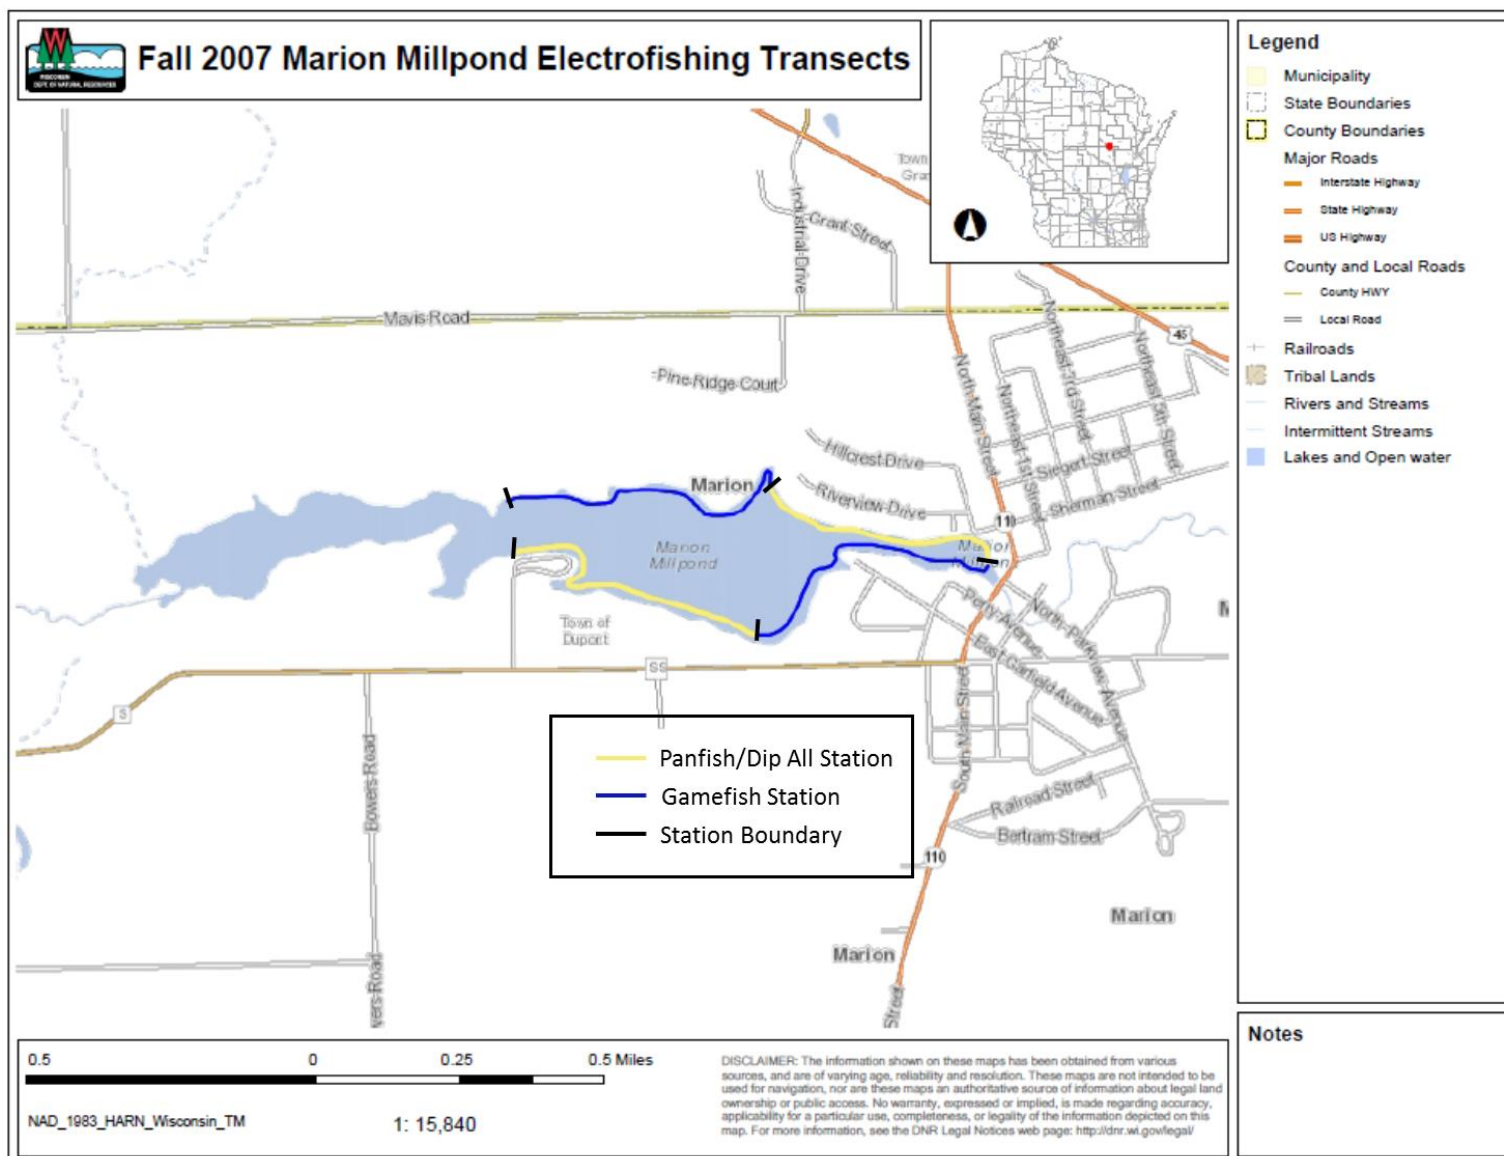 WISCONSIN
DEPT. OF NATURAL RESOURCES
Fall 2007 Marion Millpond Electrofishing Transects
Legend
Municipality
State Boundaries
County Boundaries
Major Roads
Interstate Highway
State Highway
US Highway
County and Local Roads
County HWY
Local Road
Railroads
Tribal Lands
Rivers and Streams
Intermittent Streams
Lakes and Open water
Town
Industrial Drive
Grant Street
Mavis Road
45
Pine Ridge Court
North Main Street
Northeast 1st Street
Northeast 3rd Street
Northeast 5th Street
Hillcrest Drive
Siegert Street
Marion
Riverview Drive
Sherman Street
110
Marion
Millpond
Marion
Perry Avenue
North Parkview Avenue
Town of
Dupont
East Garfield Avenue
SS
S
South Main Street
Bowers Road
Panfish/Dip All Station
Gamefish Station
Station Boundary
Railroad Street
Bertram Street
110
Marion
Marion
Street
0.5
0
0.25
0.5 Miles
NAD_1983_HARN_Wisconsin_TM
1: 15,840
DISCLAIMER: The information shown on these maps has been obtained from various
sources, and are of varying age, reliability and resolution. These maps are not intended to be
used for navigation, nor are these maps an authoritative source of information about legal land
ownership or public access. No warranty, expressed or implied, is made regarding accuracy,
applicability for a particular use, completeness, or legality of the information depicted on this
map. For more information, see the DNR Legal Notices web page: http://dnr.wi.gov/legal/
Notes